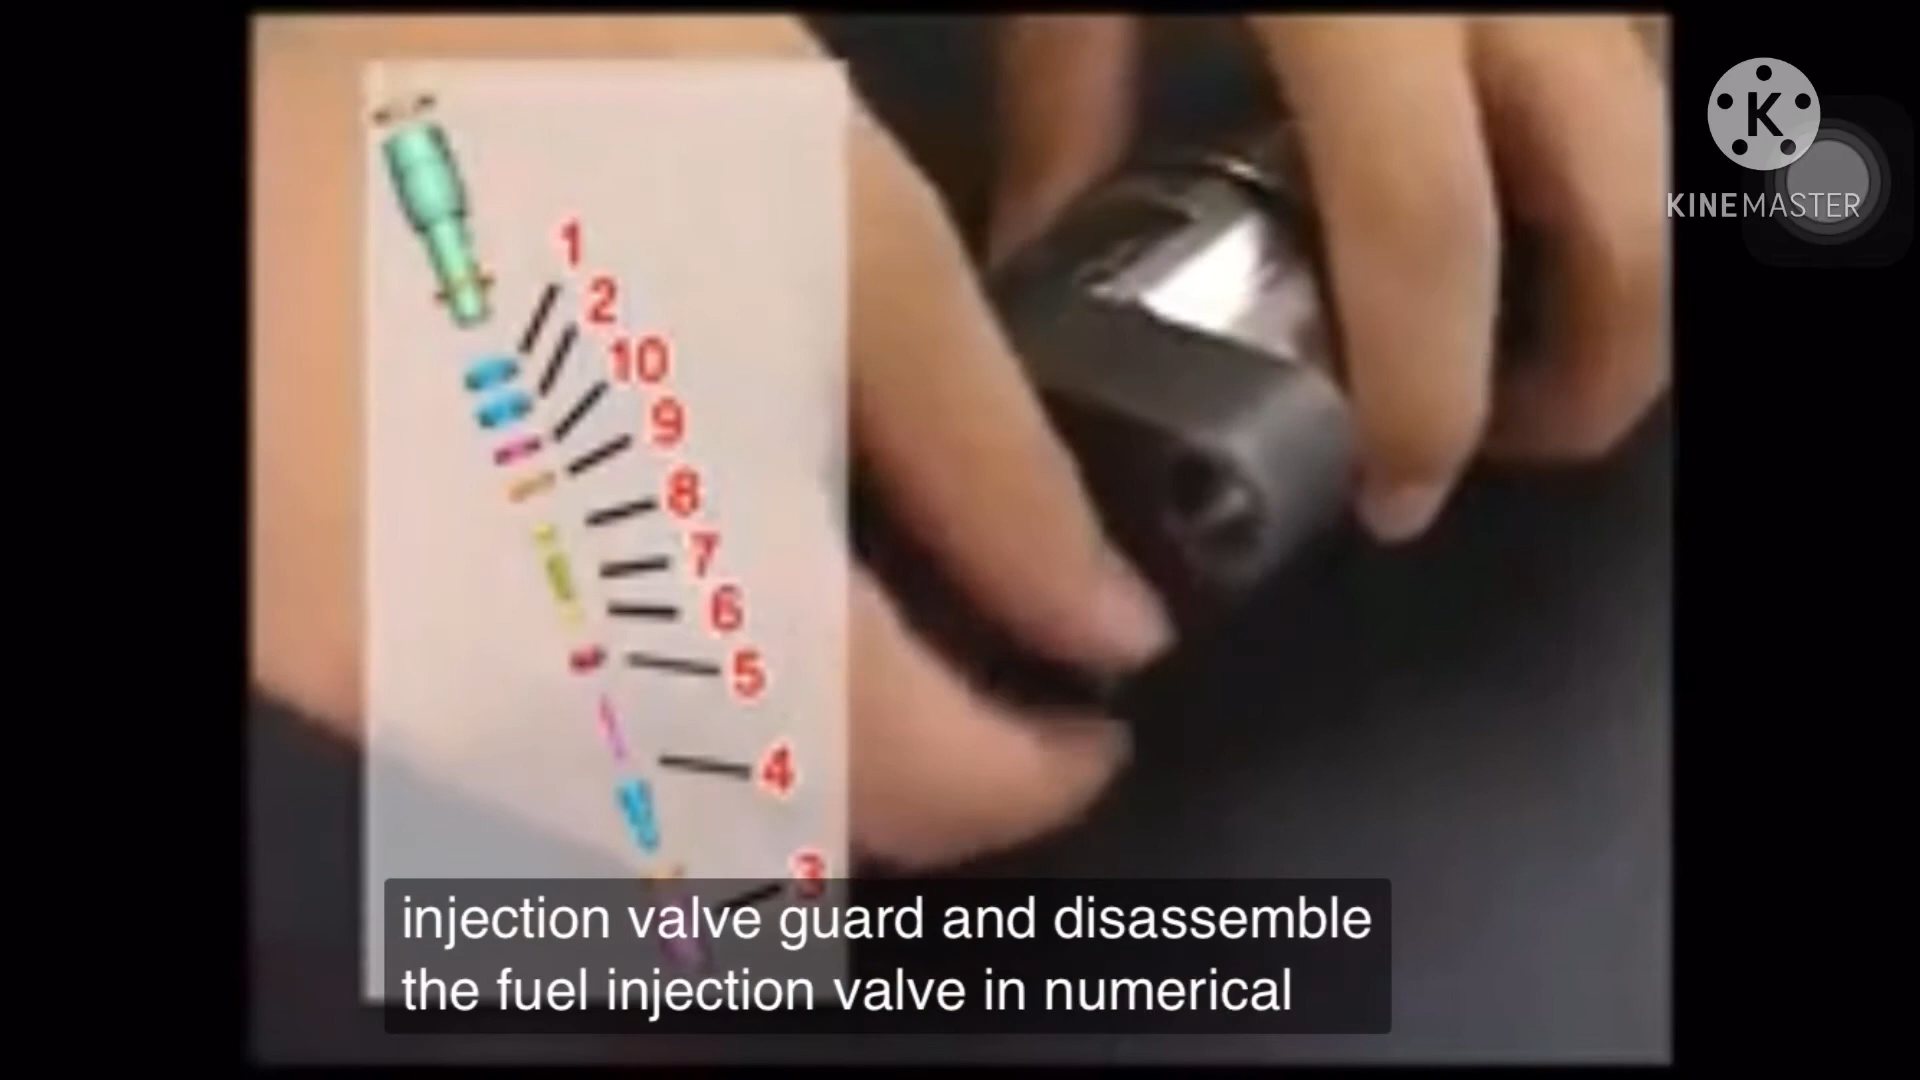 1
2
10
9
8
7
6
5
4
3
K
KINEMASTER
injection valve guard and disassemble
the fuel injection valve in numerical